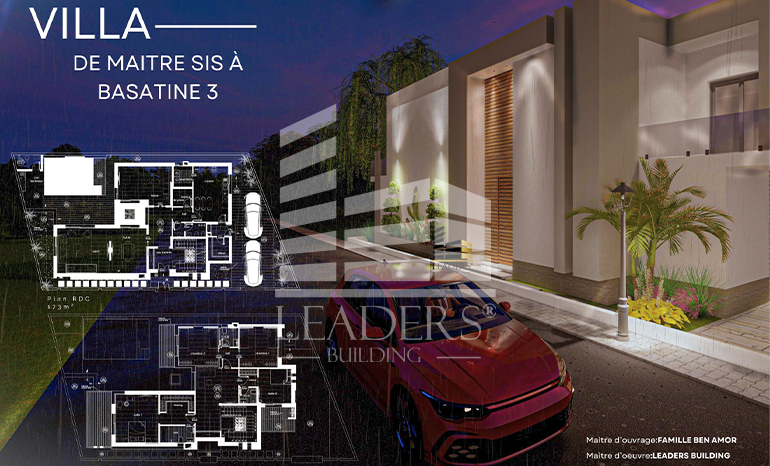 VILLA
DE MAITRE SIS À
BASATINE 3
Plan RDC
LEADERS®
BUILDING
Maitre d'ouvrage:FAMILLE BEN AMOR
Maitre d'oeuvre:LEADERS BUILDING